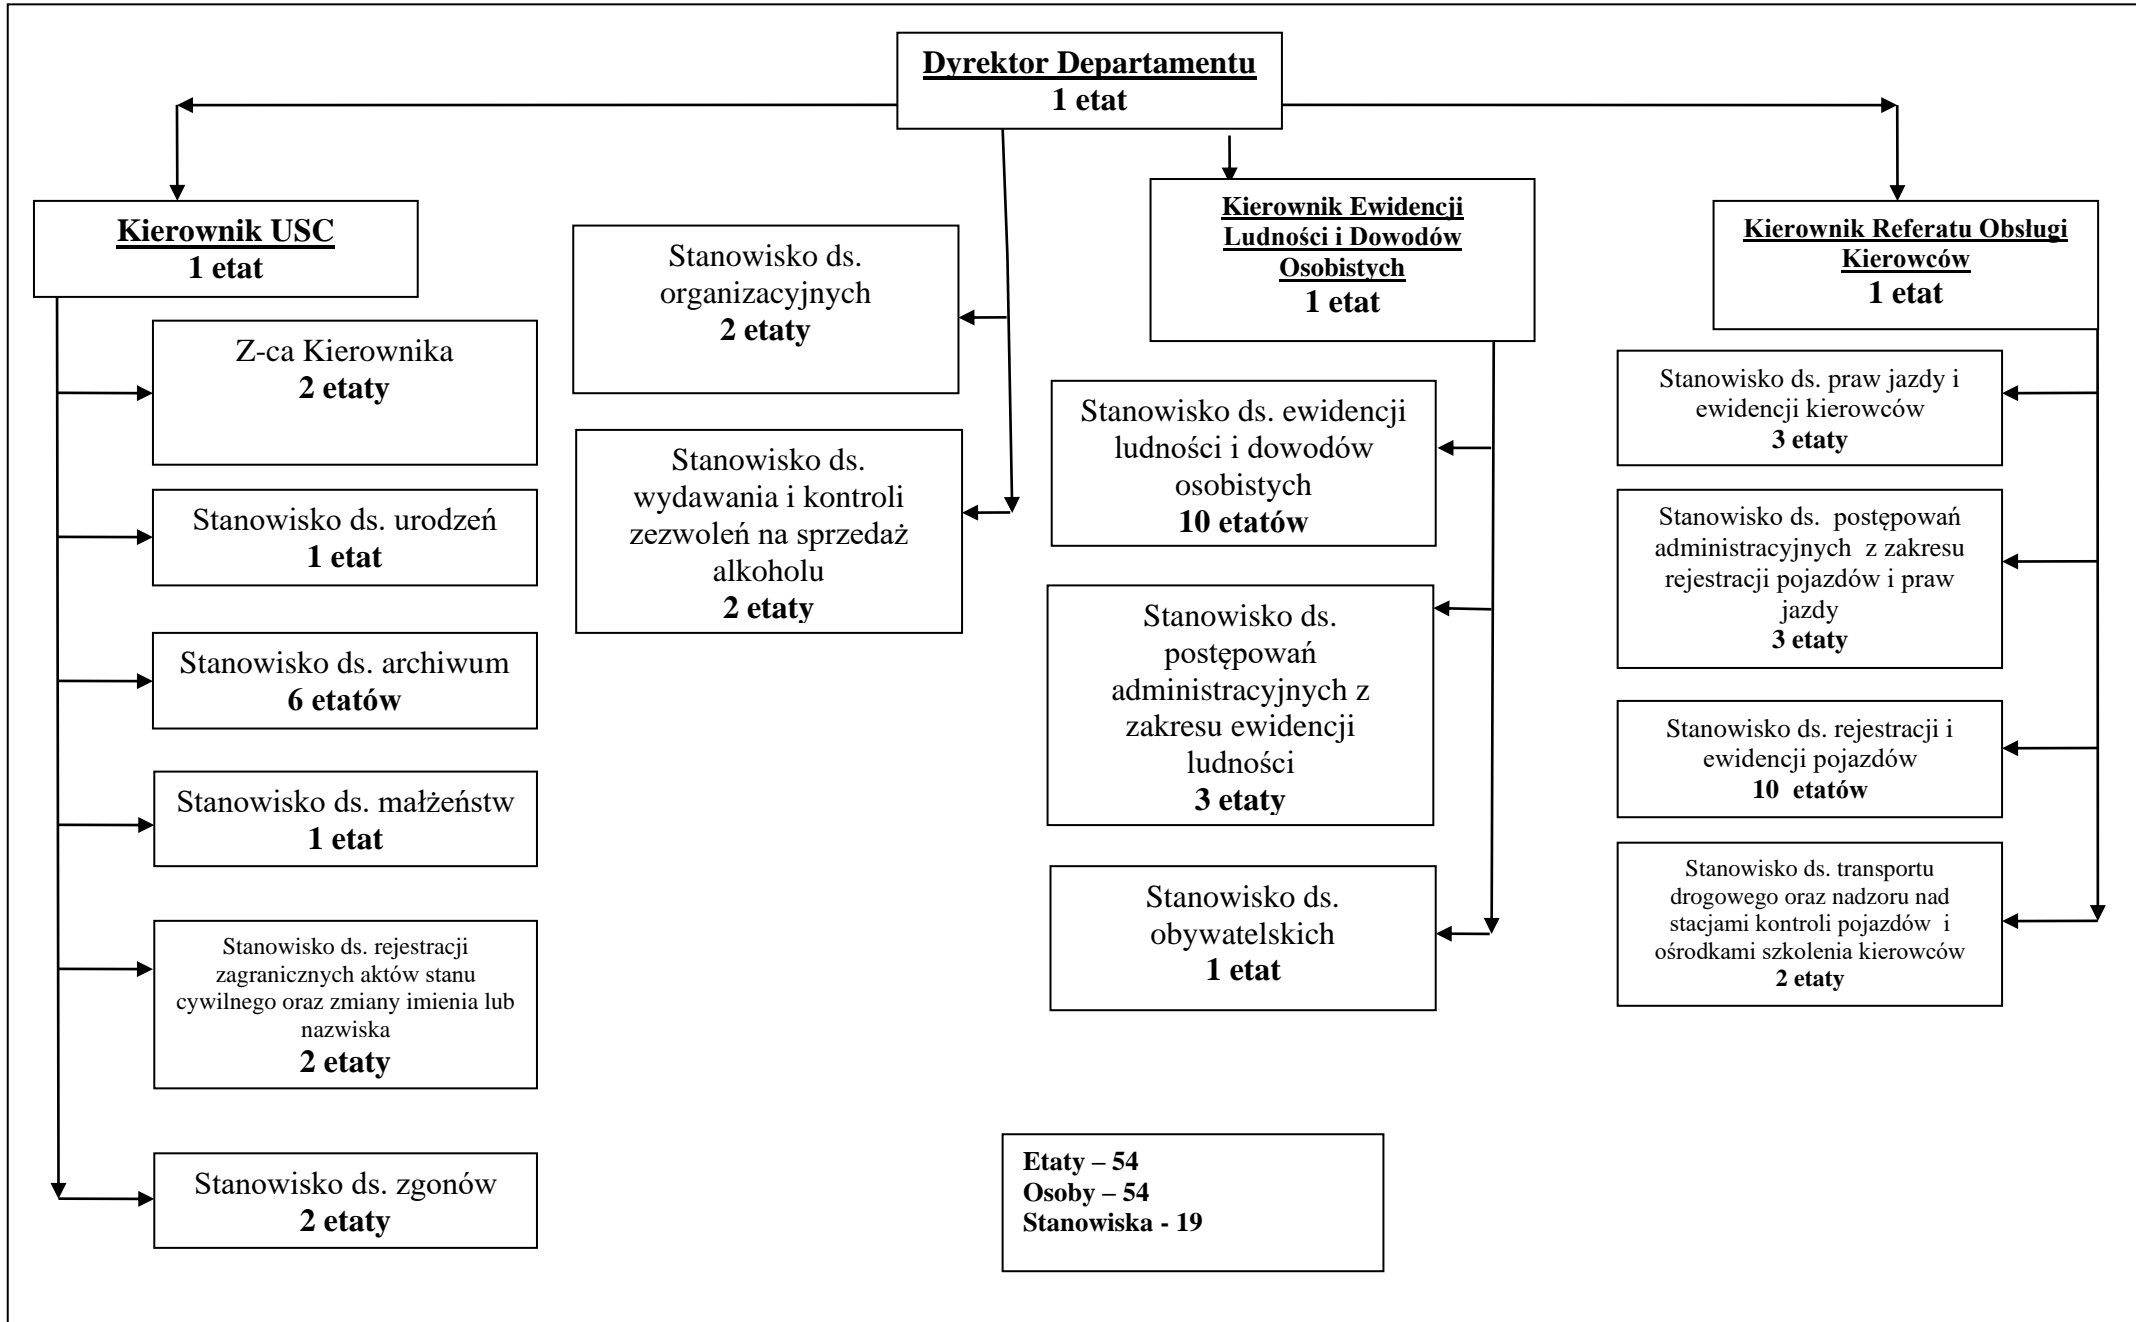 Dyrektor Departamentu
1 etat
Kierownik USC
1 etat
Z-ca Kierownika
2 etaty
Stanowisko ds. urodzeń
1 etat
Stanowisko ds. archiwum
6 etatów
Stanowisko ds. małżeństw
1 etat
Stanowisko ds. rejestracji
zagranicznych aktów stanu
cywilnego oraz zmiany imienia lub
nazwiska
2 etaty
Stanowisko ds. zgonów
2 etaty
Stanowisko ds.
organizacyjnych
2 etaty
Stanowisko ds.
wydawania i kontroli
zezwoleń na sprzedaż
alkoholu
2 etaty
Kierownik Ewidencji
Ludności i Dowodów
Osobistych
1 etat
Stanowisko ds. ewidencji
ludności i dowodów
osobistych
10 etatów
Stanowisko ds.
postępowań
administracyjnych z
zakresu ewidencji
ludności
3 etaty
Stanowisko ds.
obywatelskich
1 etat
Kierownik Referatu Obsługi
Kierowców
1 etat
Stanowisko ds. praw jazdy i
ewidencji kierowców
3 etaty
Stanowisko ds.  postępowań
administracyjnych  z zakresu
rejestracji pojazdów i praw
jazdy
3 etaty
Stanowisko ds. rejestracji i
ewidencji pojazdów
10  etatów
Stanowisko ds. transportu
drogowego oraz nadzoru nad
stacjami kontroli pojazdów  i
ośrodkami szkolenia kierowców
2 etaty
Etaty – 54
Osoby – 54
Stanowiska - 19